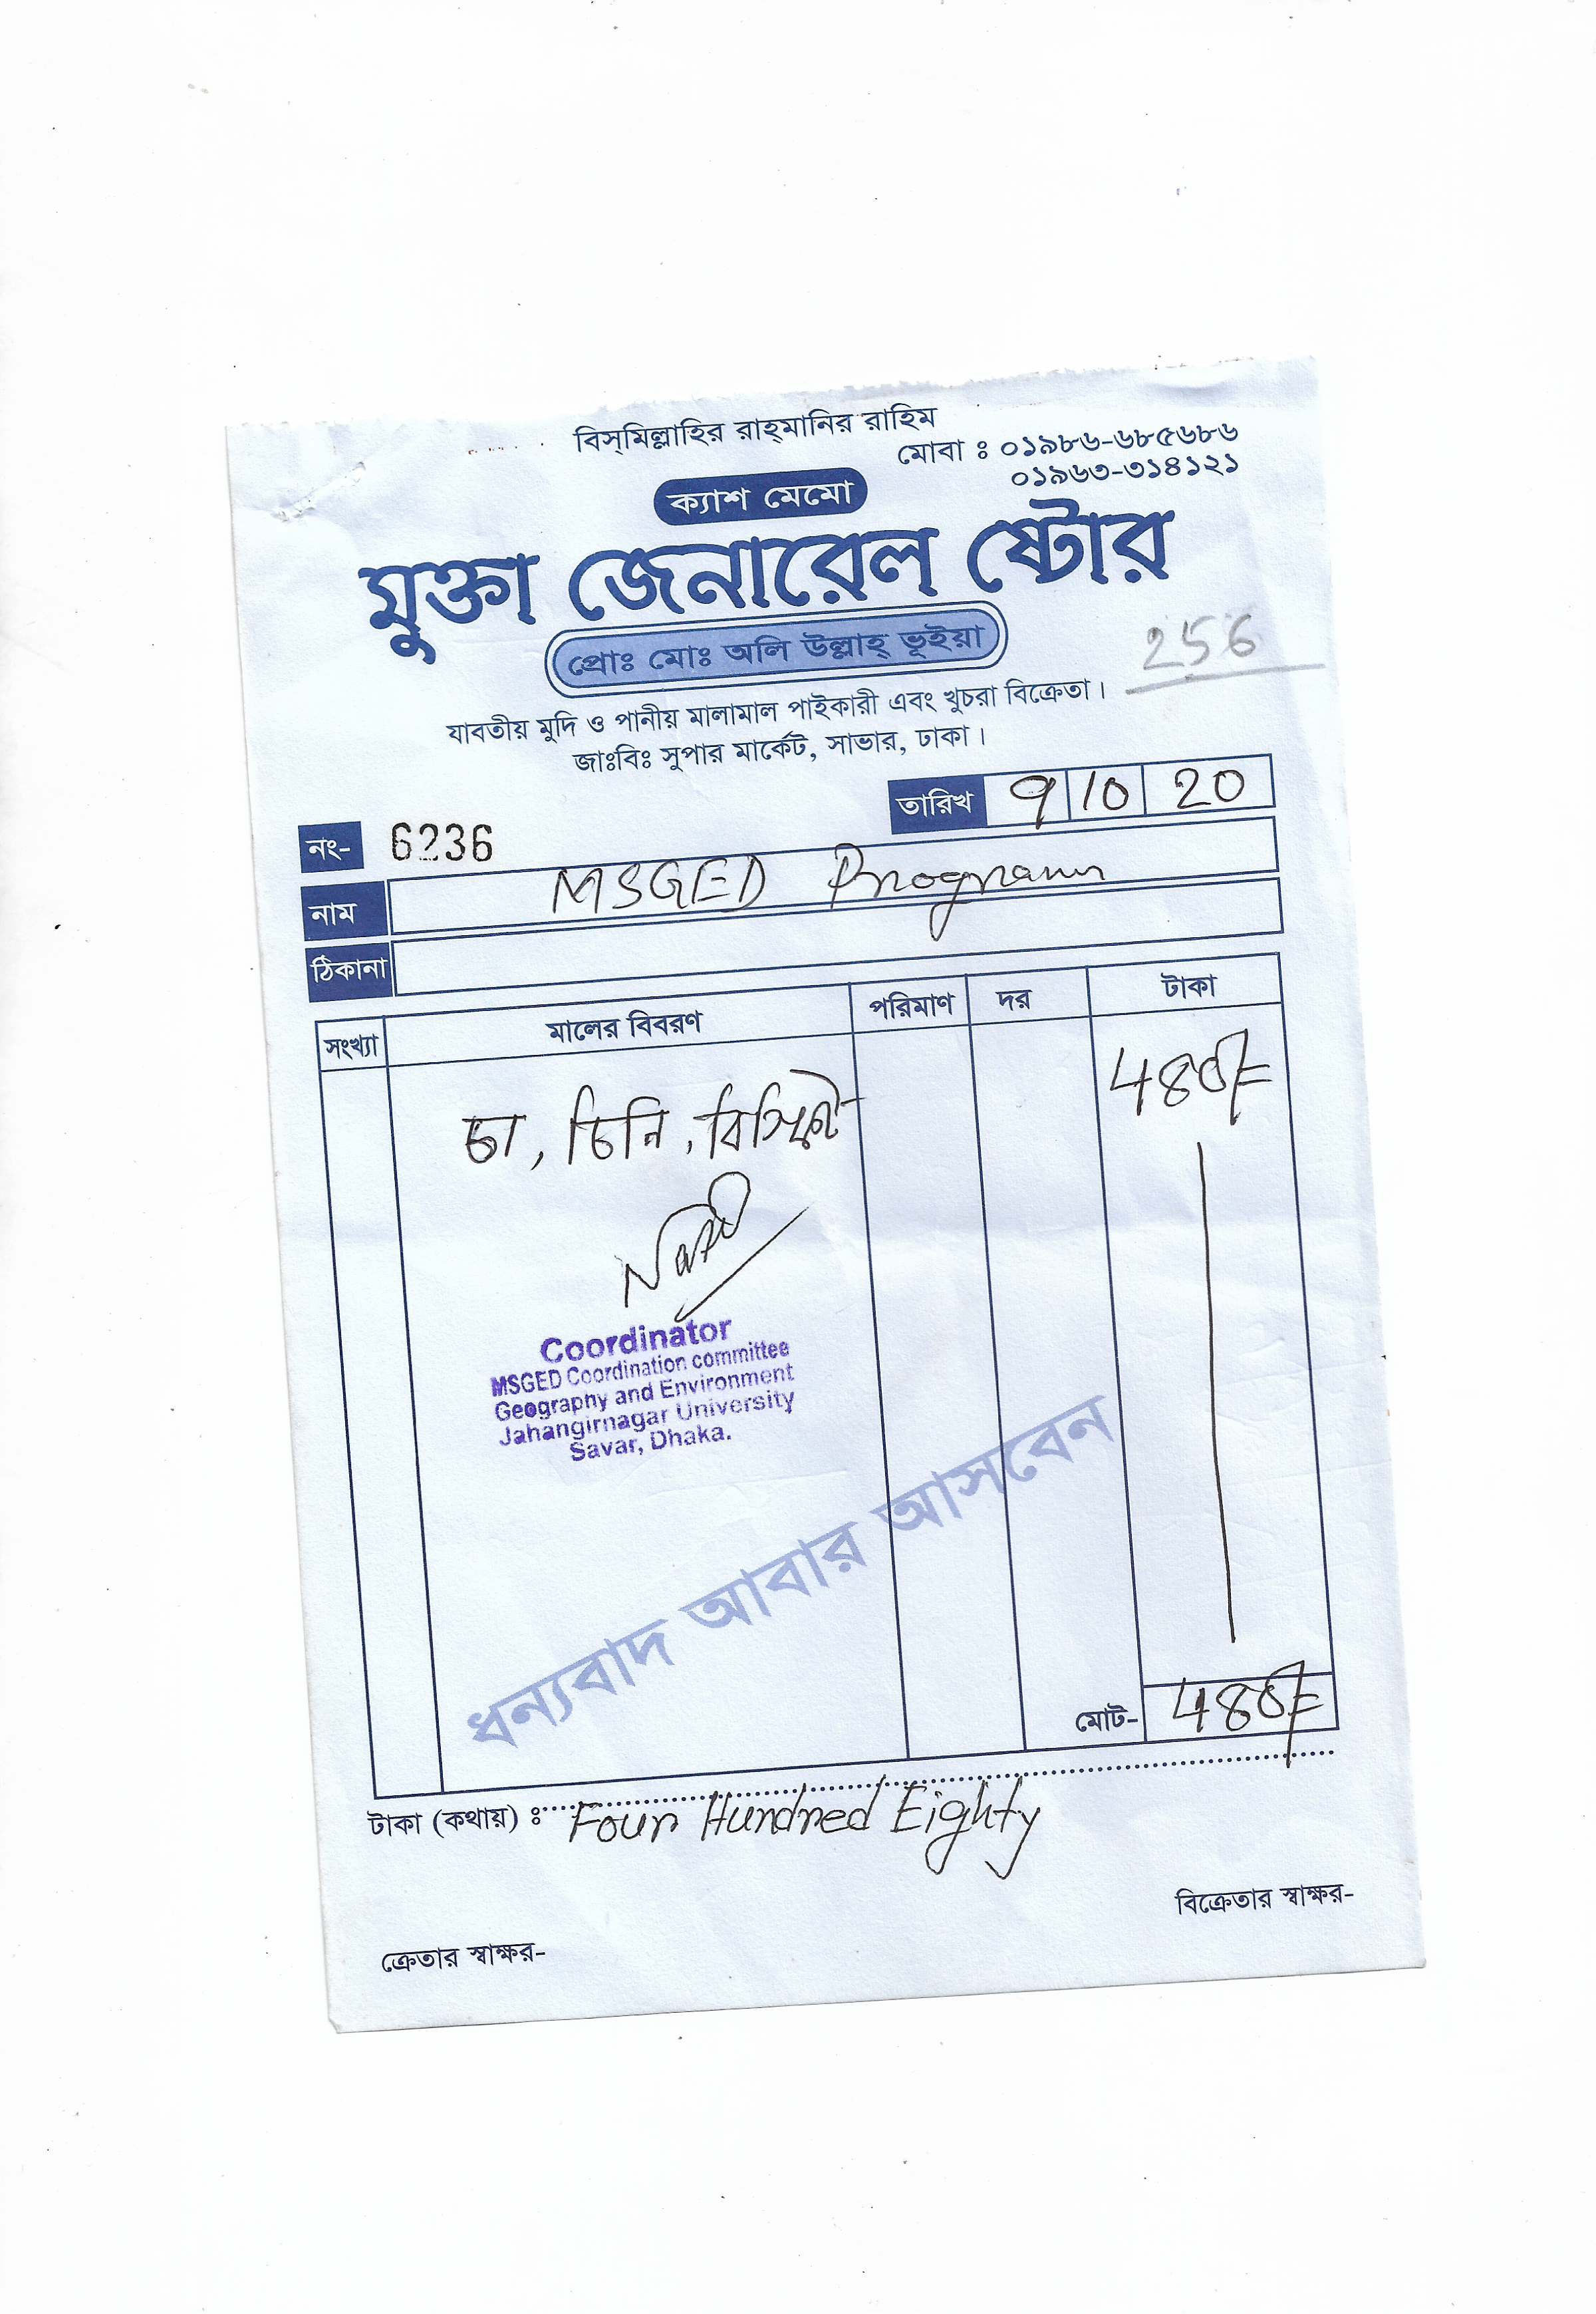 বিস্‌মিল্লাহির রাহ্‌মানির রাহিম
মোবা ঃ ০১৯৮৬-৬৮৫৬৮৬
০১৯৬৩-৩১৪১২১
ক্যাশ মেমো
মুক্তা জেনারেল ষ্টোর
প্রোঃ মোঃ অলি উল্লাহ্ ভূইয়া
256
যাবতীয় মুদি ও পানীয় মালামাল পাইকারী এবং খুচরা বিক্রেতা।
জাঃবিঃ সুপার মার্কেট, সাভার, ঢাকা।
তারিখ 9 10 20
নং- 6236
নাম MSGED Program
ঠিকানা
সংখ্যা মালের বিবরণ পরিমাণ দর টাকা
চা, চিনি, বিস্কিট 480/=
Coordinator
MSGED Coordination committee
Geography and Environment
Jahangirnagar University
Savar, Dhaka.
ধন্যবাদ আবার আসবেন
মোট- 480/=
টাকা (কথায়) ঃ Four Hundred Eighty
বিক্রেতার স্বাক্ষর-
ক্রেতার স্বাক্ষর-